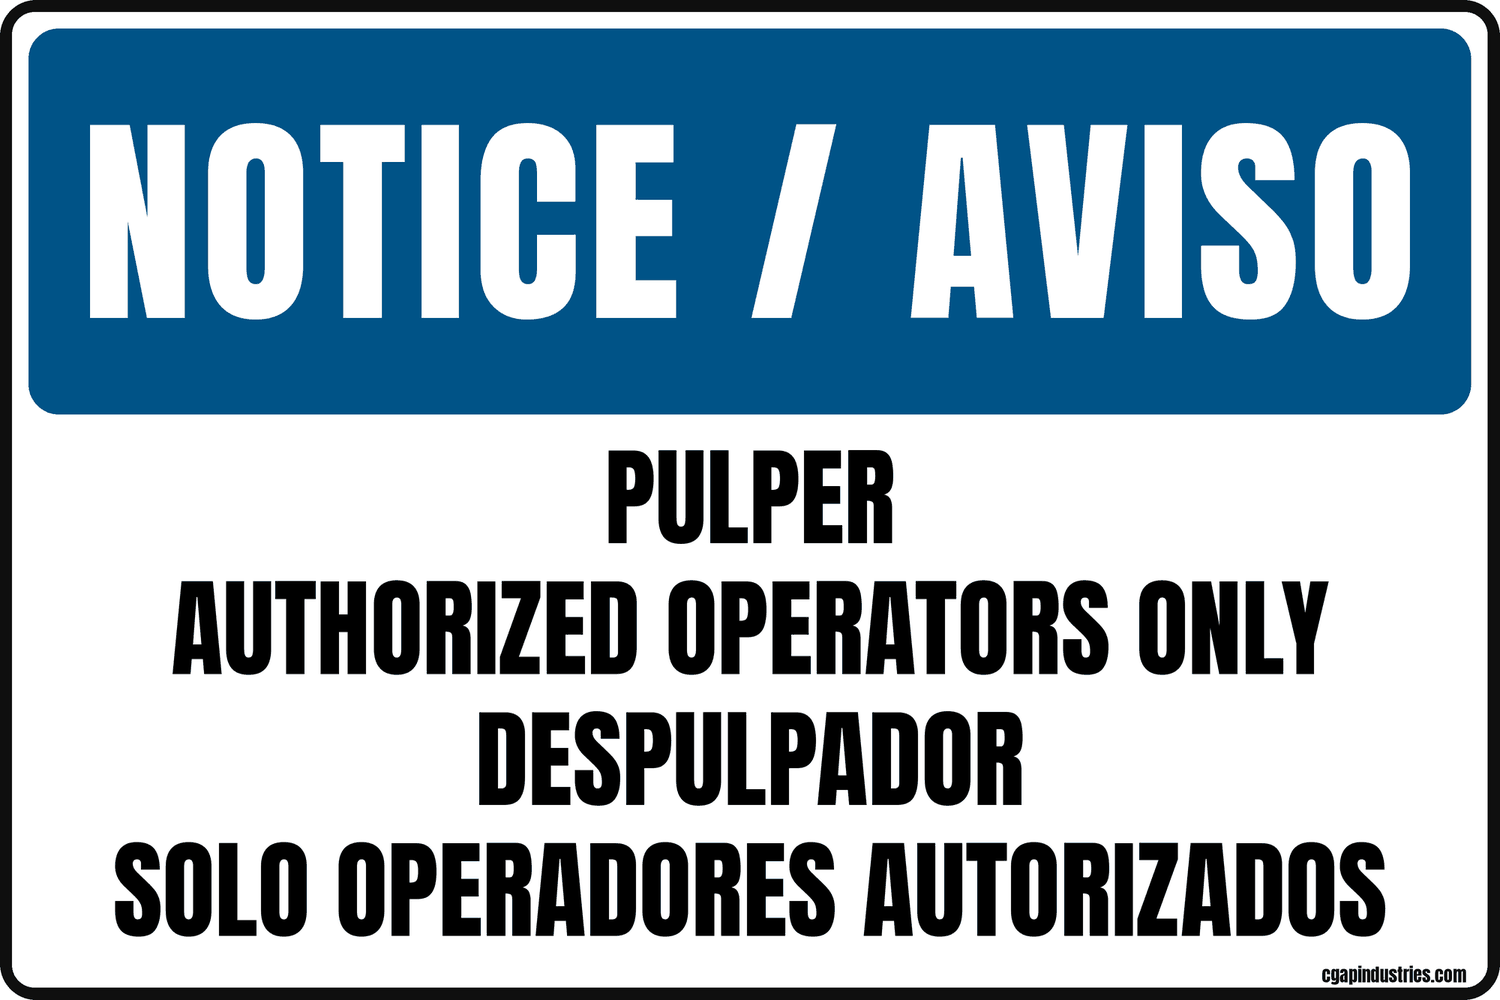 NOTICE / AVISO
PULPER
AUTHORIZED OPERATORS ONLY
DESPULPADOR
SOLO OPERADORES AUTORIZADOS
cgapindustries.com